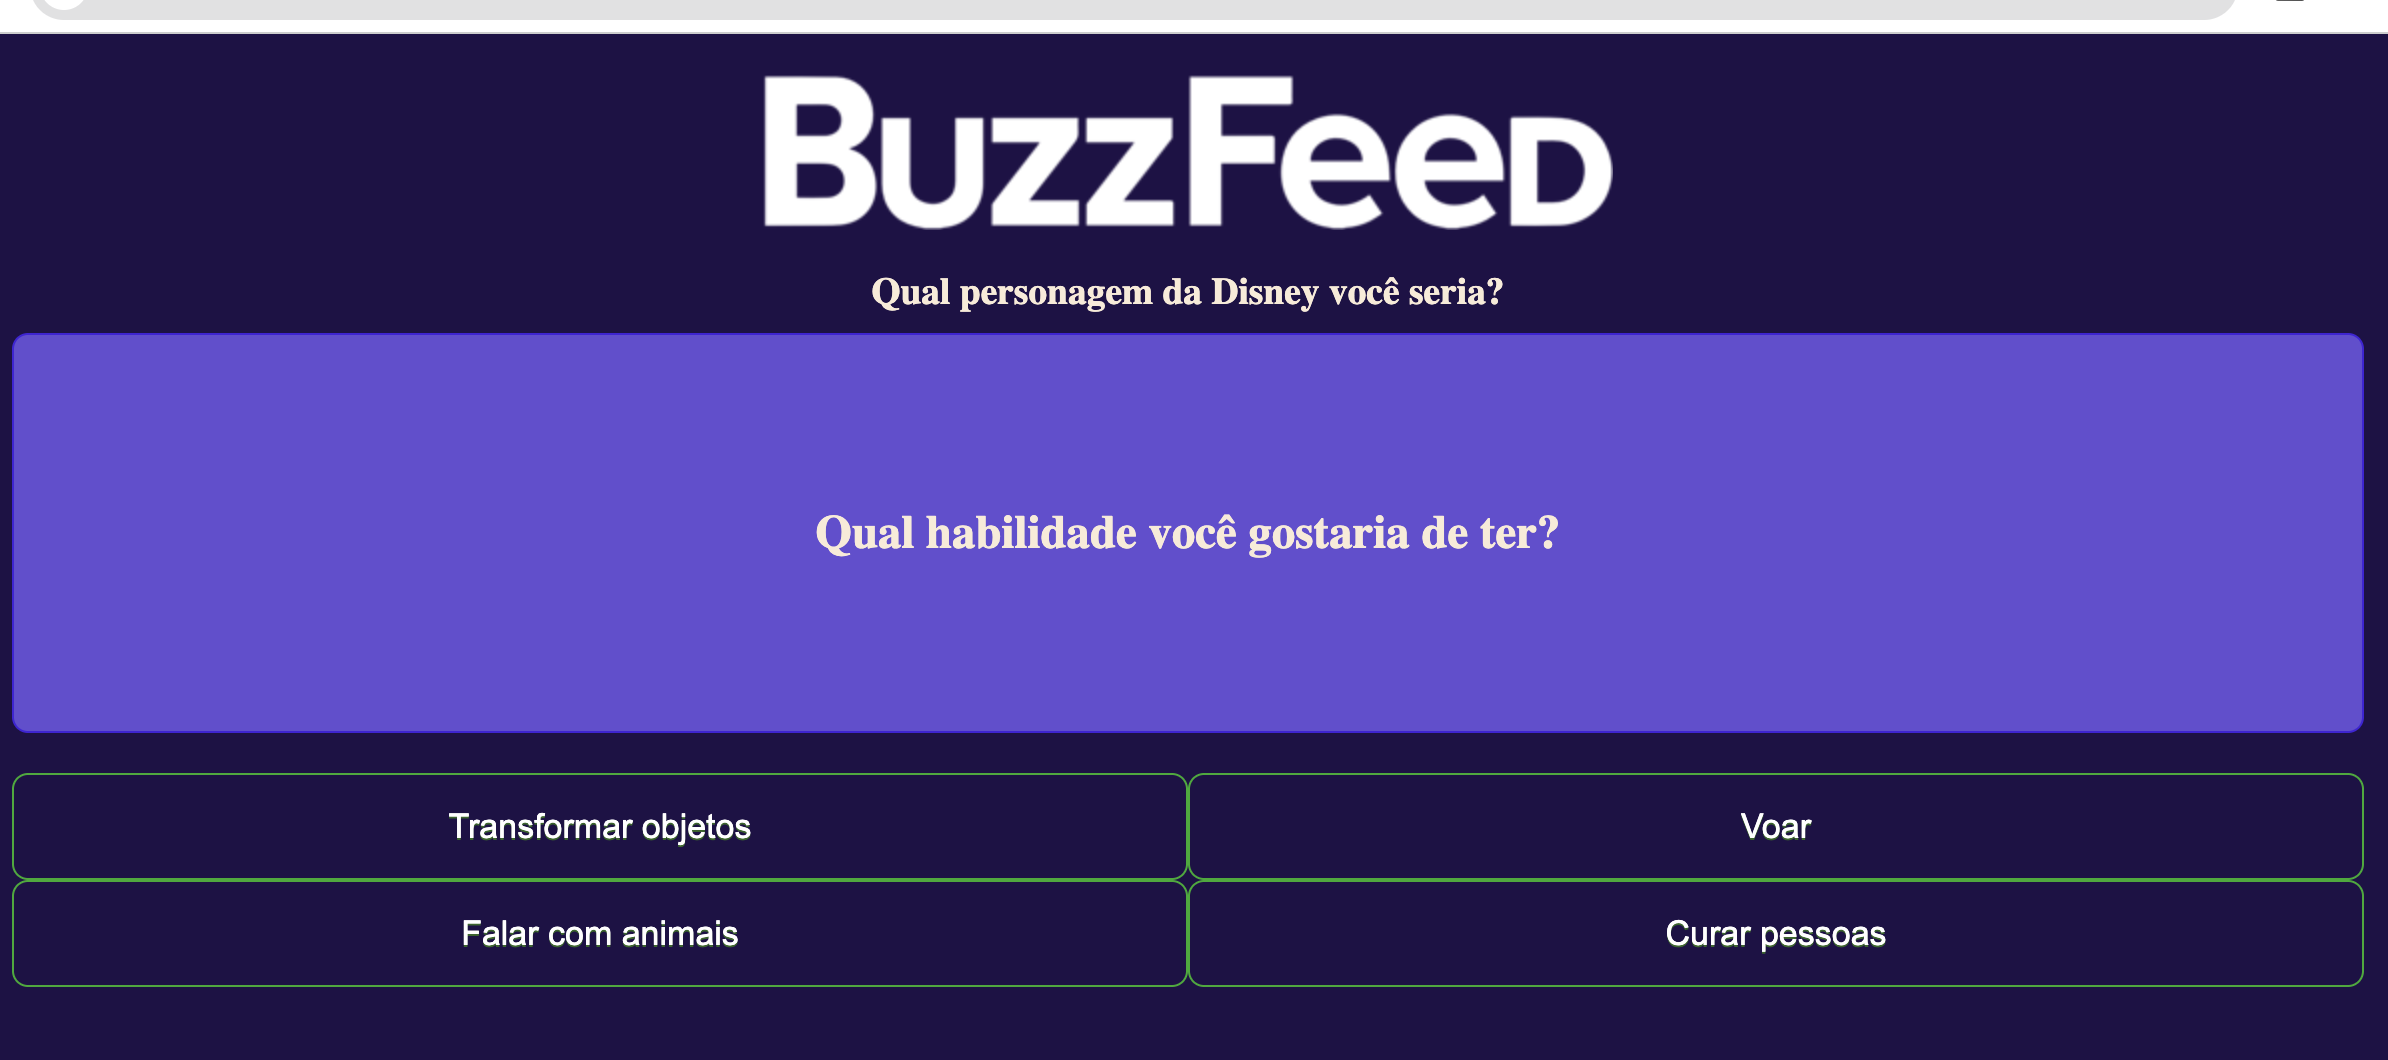 BuzzFeed
Qual personagem da Disney você seria?
Qual habilidade você gostaria de ter?
Transformar objetos
Voar
Falar com animais
Curar pessoas